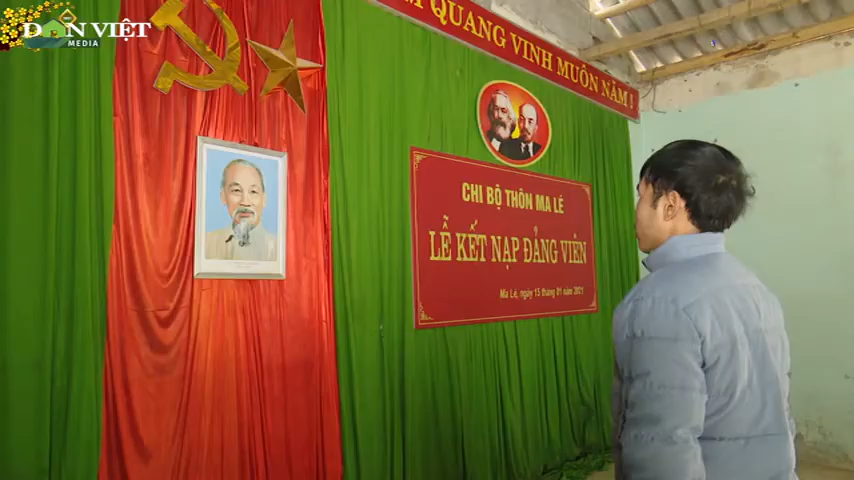 DÂN VIỆT
MEDIA
QUANG VINH MUÔN NĂM !
CHI BỘ THÔN MA LÉ
LỄ KẾT NẠP ĐẢNG VIÊN
Ma Lé, ngày 15 tháng 01 năm 2021